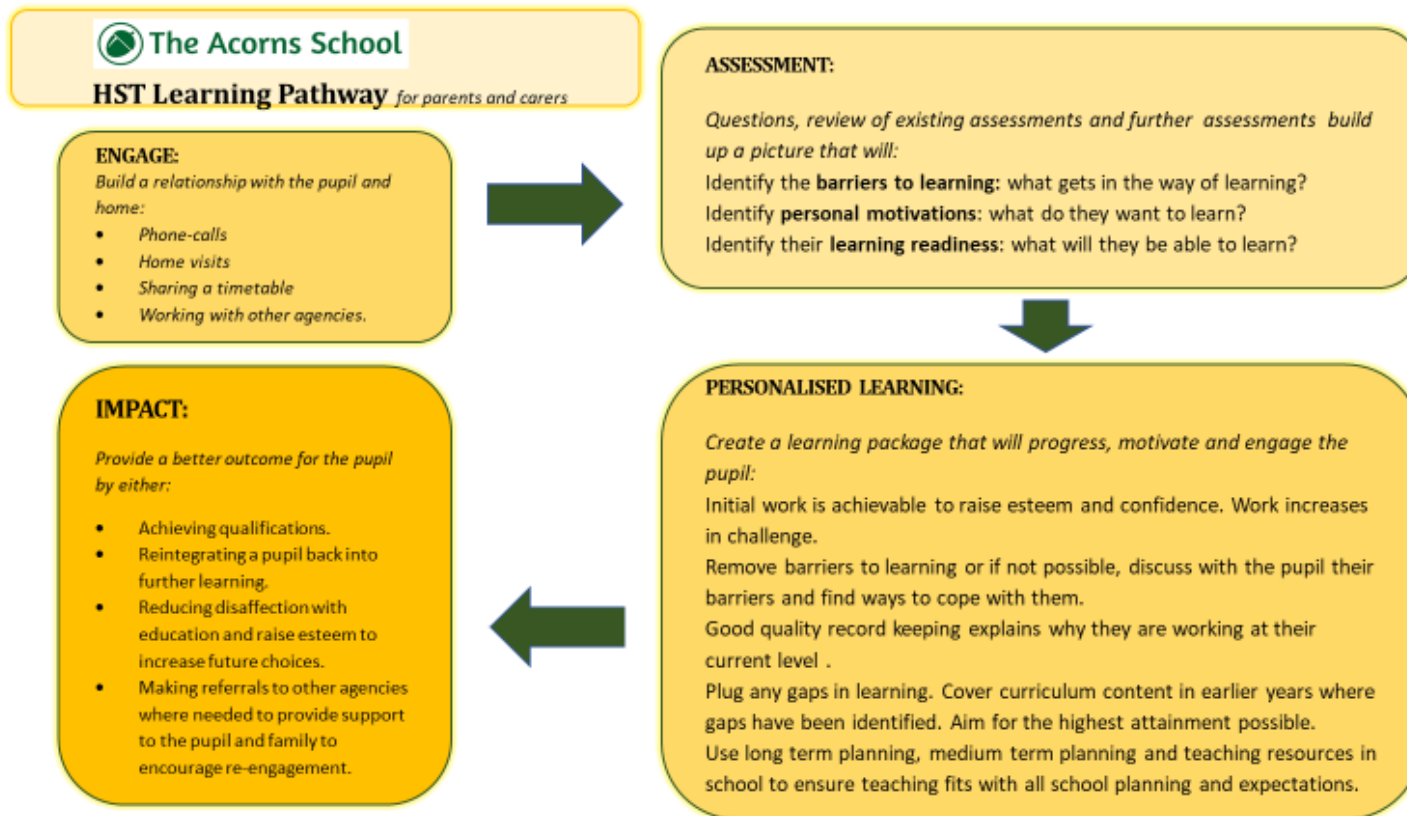 The Acorns School
HST Learning Pathway for parents and carers
ENGAGE:
Build a relationship with the pupil and
home:
• Phone-calls
• Home visits
• Sharing a timetable
• Working with other agencies.
ASSESSMENT:
Questions, review of existing assessments and further assessments build
up a picture that will:
Identify the barriers to learning: what gets in the way of learning?
Identify personal motivations: what do they want to learn?
Identify their learning readiness: what will they be able to learn?
PERSONALISED LEARNING:
Create a learning package that will progress, motivate and engage the
pupil:
Initial work is achievable to raise esteem and confidence. Work increases
in challenge.
Remove barriers to learning or if not possible, discuss with the pupil their
barriers and find ways to cope with them.
Good quality record keeping explains why they are working at their
current level .
Plug any gaps in learning. Cover curriculum content in earlier years where
gaps have been identified. Aim for the highest attainment possible.
Use long term planning, medium term planning and teaching resources in
school to ensure teaching fits with all school planning and expectations.
IMPACT:
Provide a better outcome for the pupil
by either:
• Achieving qualifications.
• Reintegrating a pupil back into
further learning.
• Reducing disaffection with
education and raise esteem to
increase future choices.
• Making referrals to other agencies
where needed to provide support
to the pupil and family to
encourage re-engagement.